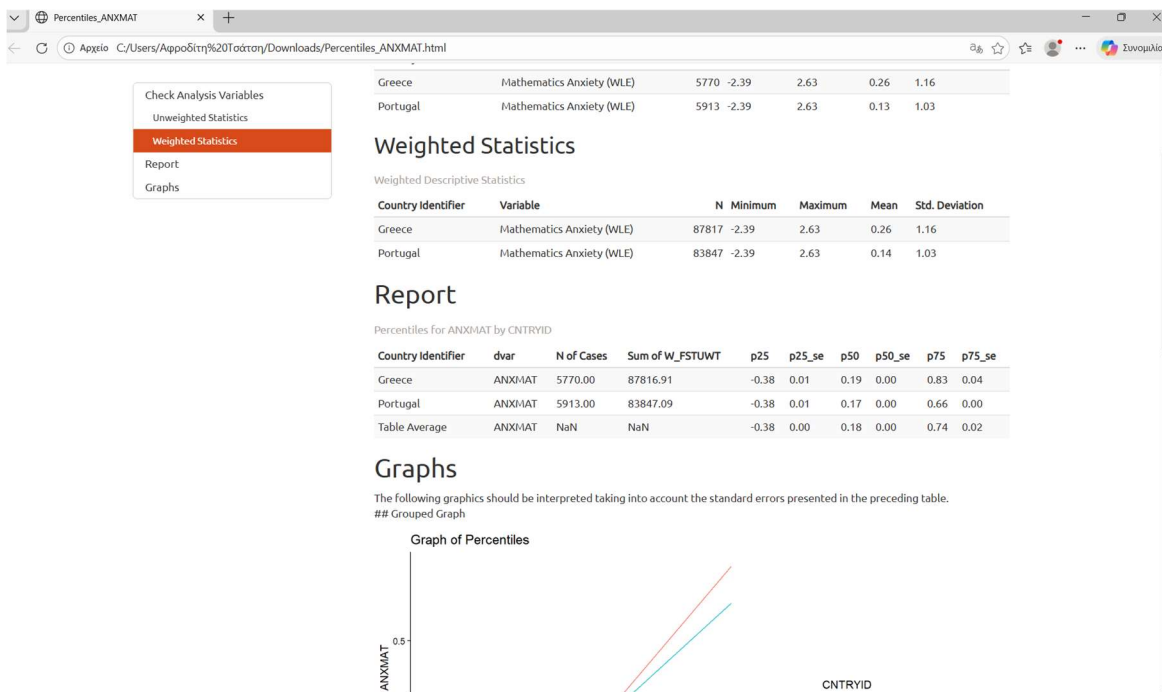 Percentiles_ANXMAT
Αρχείο C:/Users/Αφροδίτη%20Τσάτση/Downloads/Percentiles_ANXMAT.html
Συνομιλία
Check Analysis Variables
Unweighted Statistics
Weighted Statistics
Report
Graphs
Greece Mathematics Anxiety (WLE) 5770 -2.39 2.63 0.26 1.16
Portugal Mathematics Anxiety (WLE) 5913 -2.39 2.63 0.13 1.03
Weighted Statistics
Weighted Descriptive Statistics
Country Identifier Variable N Minimum Maximum Mean Std. Deviation
Greece Mathematics Anxiety (WLE) 87817 -2.39 2.63 0.26 1.16
Portugal Mathematics Anxiety (WLE) 83847 -2.39 2.63 0.14 1.03
Report
Percentiles for ANXMAT by CNTRYID
Country Identifier dvar N of Cases Sum of W_FSTUWT p25 p25_se p50 p50_se p75 p75_se
Greece ANXMAT 5770.00 87816.91 -0.38 0.01 0.19 0.00 0.83 0.04
Portugal ANXMAT 5913.00 83847.09 -0.38 0.01 0.17 0.00 0.66 0.00
Table Average ANXMAT NaN NaN -0.38 0.00 0.18 0.00 0.74 0.02
Graphs
The following graphics should be interpreted taking into account the standard errors presented in the preceding table.
## Grouped Graph
Graph of Percentiles
0.5
ANXMAT
CNTRYID